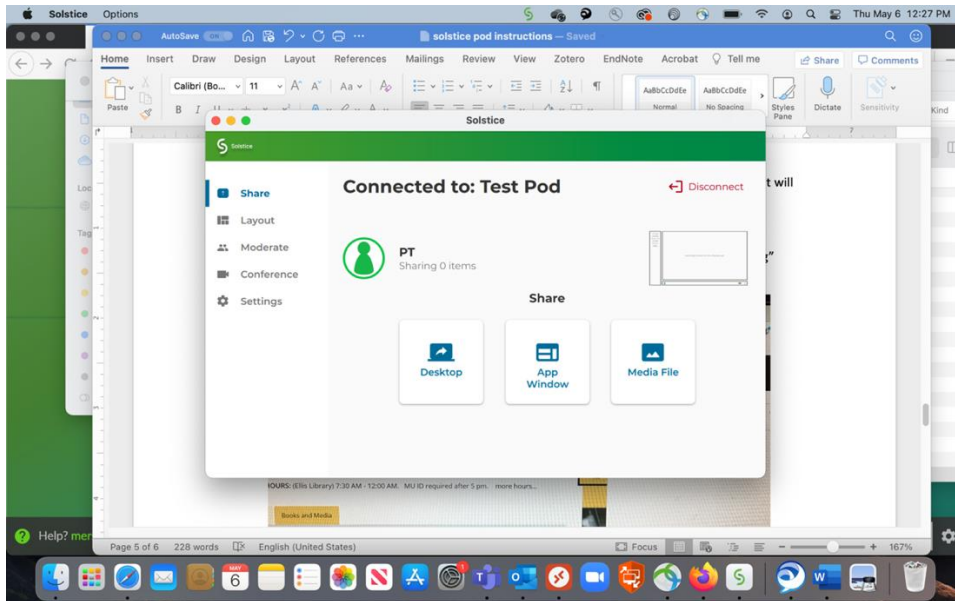 Solstice Options Thu May 6 12:27 PM
AutoSave ON solstice pod instructions — Saved
Home Insert Draw Design Layout References Mailings Review View Zotero EndNote Acrobat Tell me Share Comments
Calibri (Bo... 11 Aa AaBbCcDdEe AaBbCcDdEe
Paste B I U Normal No Spacing Styles Pane Dictate Sensitivity Kind
Solstice
Solstice
Share
Layout
Moderate
Conference
Settings
Connected to: Test Pod
Disconnect
PT
Sharing 0 items
Share
Desktop
App
Window
Media File
t will
Loc
Tag
HOURS: (Ellis Library) 7:30 AM - 12:00 AM. MU ID required after 5 pm. more hours...
Books and Media
Help? mer
Page 5 of 6 228 words English (United States) Focus 167%
MAY
6